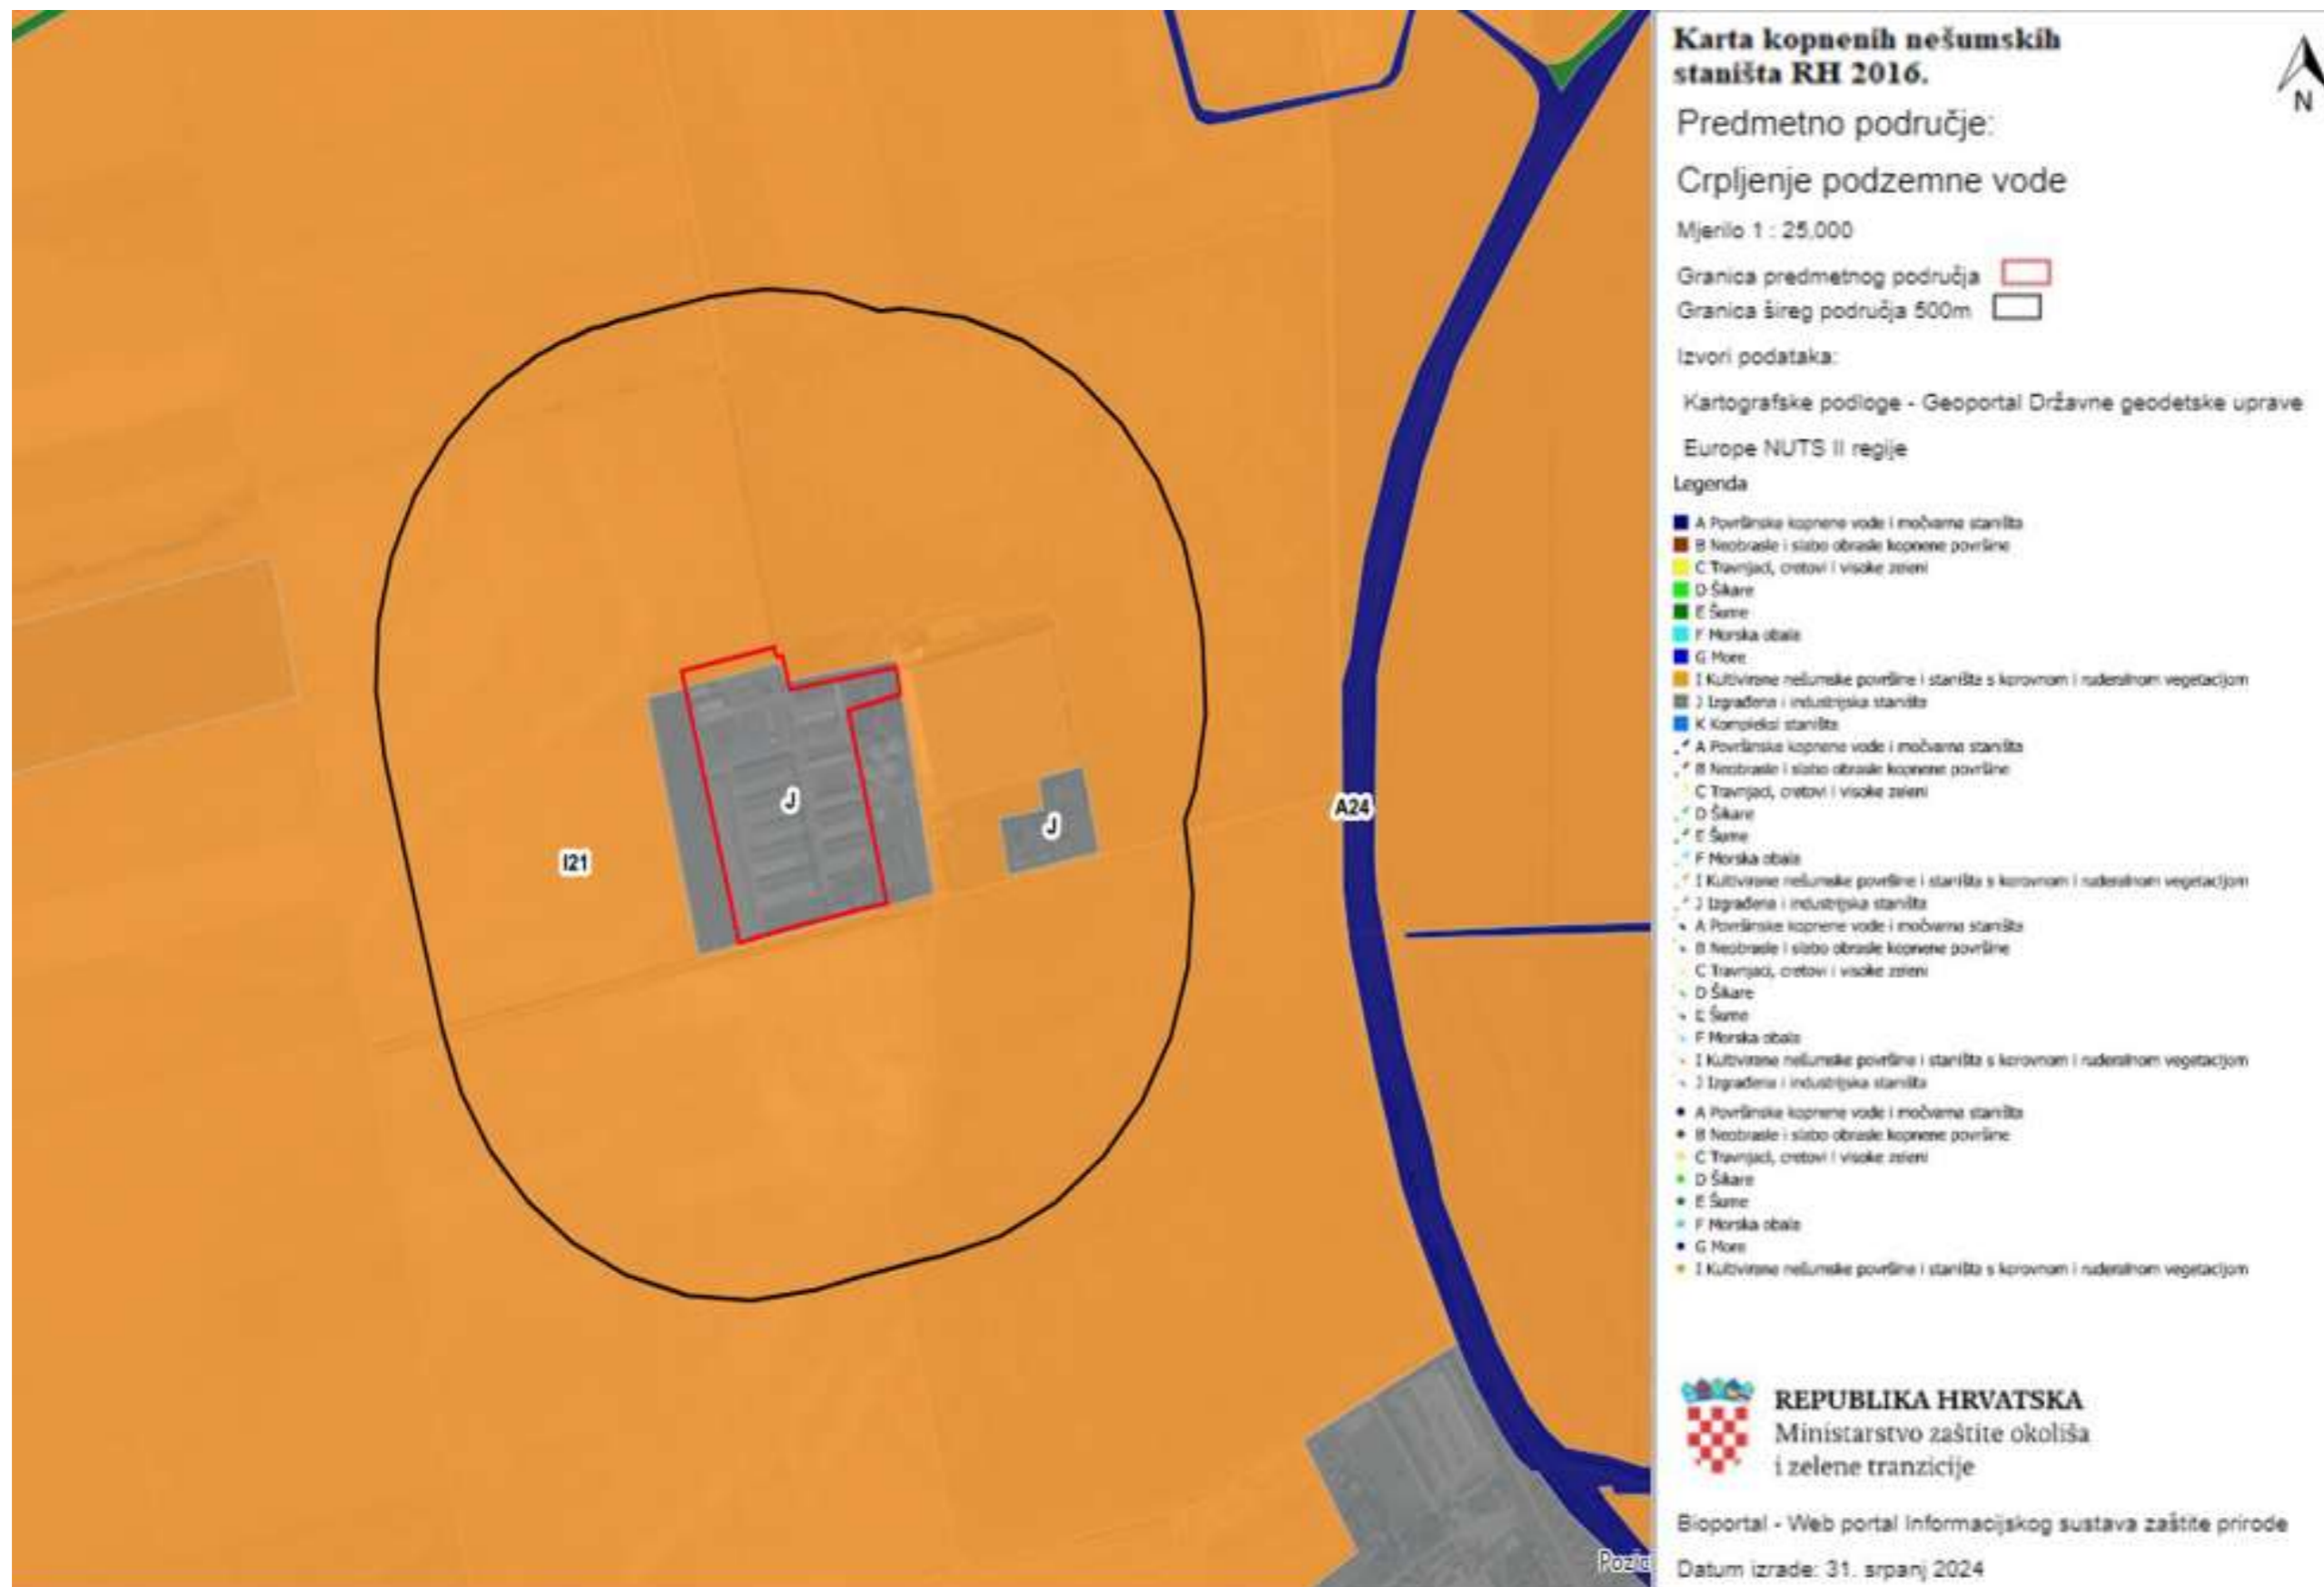 Karta kopnenih nešumskih
staništa RH 2016.
N
Predmetno područje:
Crpljenje podzemne vode
Mjerilo 1 : 25,000
Granica predmetnog područja
Granica šireg područja 500m
Izvori podataka:
Kartografske podloge - Geoportal Državne geodetske uprave
Europe NUTS II regije
Legenda
A Površinske kopnene vode i močvarna staništa
B Neobrasle i slabo obrasle kopnene površine
C Travnjaci, cretovi i visoke zeleni
D Šikare
E Šume
F Morska obala
G More
I Kultivirane nešumske površine i staništa s korovnom i ruderalnom vegetacijom
J Izgrađena i industrijska staništa
K Kompleksi staništa
A Površinske kopnene vode i močvarna staništa
B Neobrasle i slabo obrasle kopnene površine
C Travnjaci, cretovi i visoke zeleni
D Šikare
E Šume
F Morska obala
I Kultivirane nešumske površine i staništa s korovnom i ruderalnom vegetacijom
J Izgrađena i industrijska staništa
A Površinske kopnene vode i močvarna staništa
B Neobrasle i slabo obrasle kopnene površine
C Travnjaci, cretovi i visoke zeleni
D Šikare
E Šume
F Morska obala
I Kultivirane nešumske površine i staništa s korovnom i ruderalnom vegetacijom
J Izgrađena i industrijska staništa
A Površinske kopnene vode i močvarna staništa
B Neobrasle i slabo obrasle kopnene površine
C Travnjaci, cretovi i visoke zeleni
D Šikare
E Šume
F Morska obala
G More
I Kultivirane nešumske površine i staništa s korovnom i ruderalnom vegetacijom
REPUBLIKA HRVATSKA
Ministarstvo zaštite okoliša
i zelene tranzicije
Bioportal - Web portal Informacijskog sustava zaštite prirode
Datum izrade: 31. srpanj 2024
J
J
A24
I21